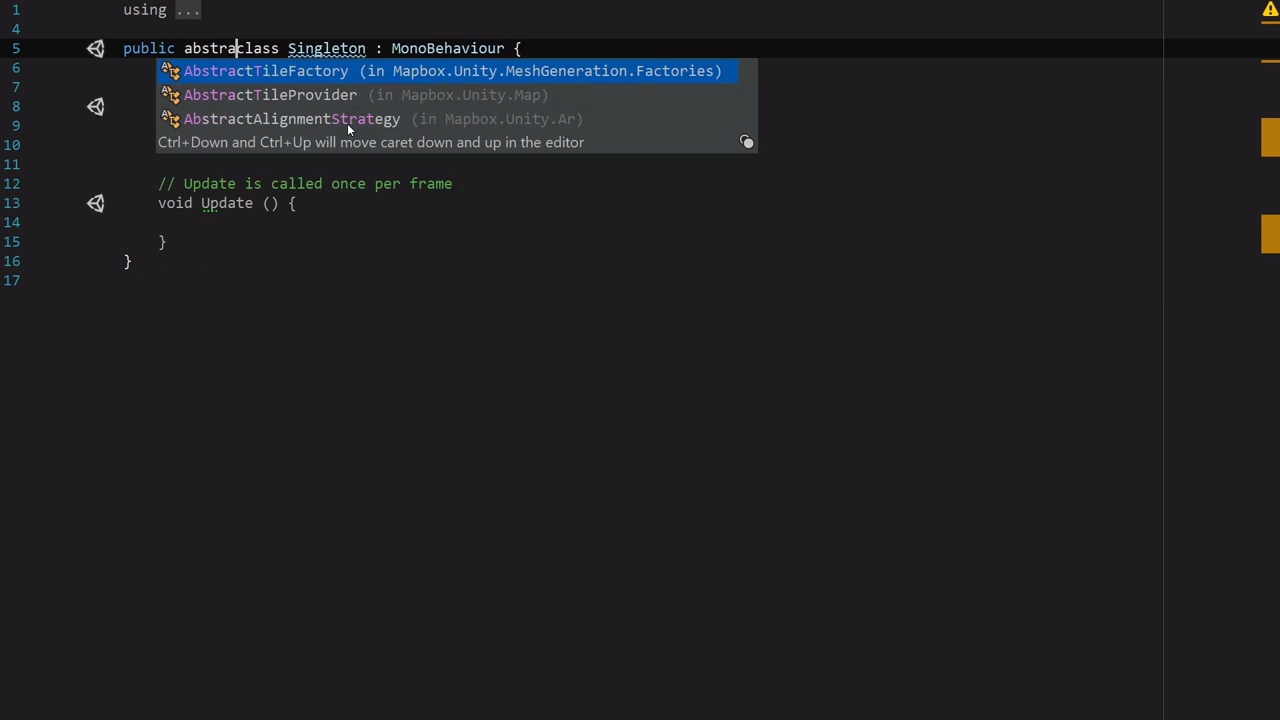 1 using ...
4
5 public abstraclass Singleton : MonoBehaviour {
6 AbstractTileFactory (in Mapbox.Unity.MeshGeneration.Factories)
7 AbstractTileProvider (in Mapbox.Unity.Map)
8 AbstractAlignmentStrategy (in Mapbox.Unity.Ar)
9
10 Ctrl+Down and Ctrl+Up will move caret down and up in the editor
11
12 // Update is called once per frame
13 void Update () {
14
15 }
16 }
17